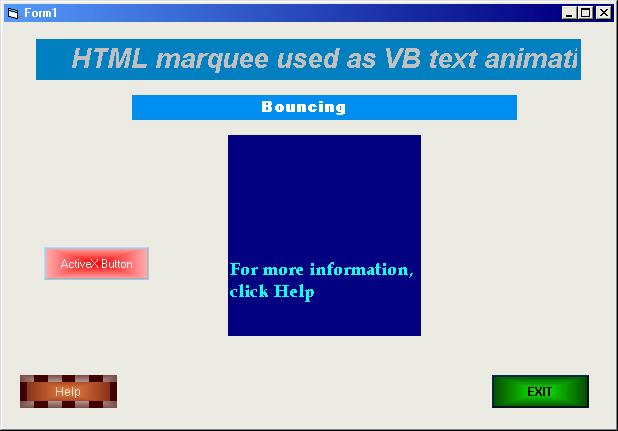 Form1
HTML marquee used as VB text animati
Bouncing
For more information,
click Help
ActiveX Button
Help
EXIT